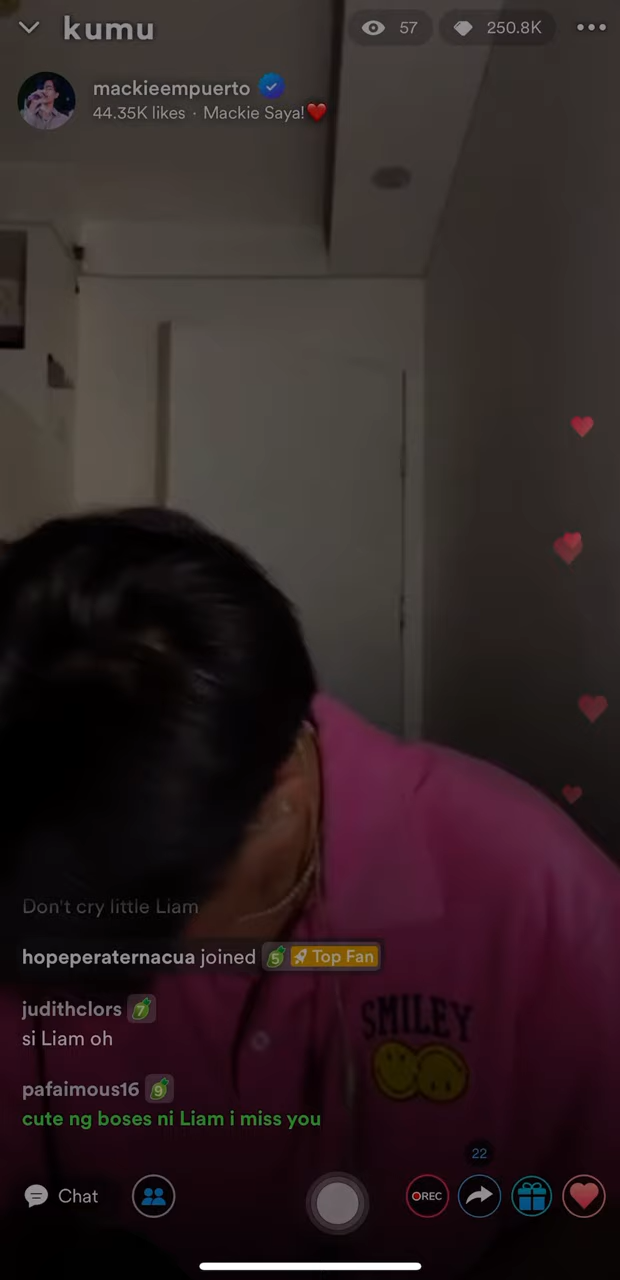 kumu
57
250.8K
mackieempuerto
44.35K likes · Mackie Saya!❤️
Don't cry little Liam
hopeperaternacua joined 5 Top Fan
judithclors 7
si Liam oh
pafaimous16 9
cute ng boses ni Liam i miss you
SMILEY
22
Chat
REC